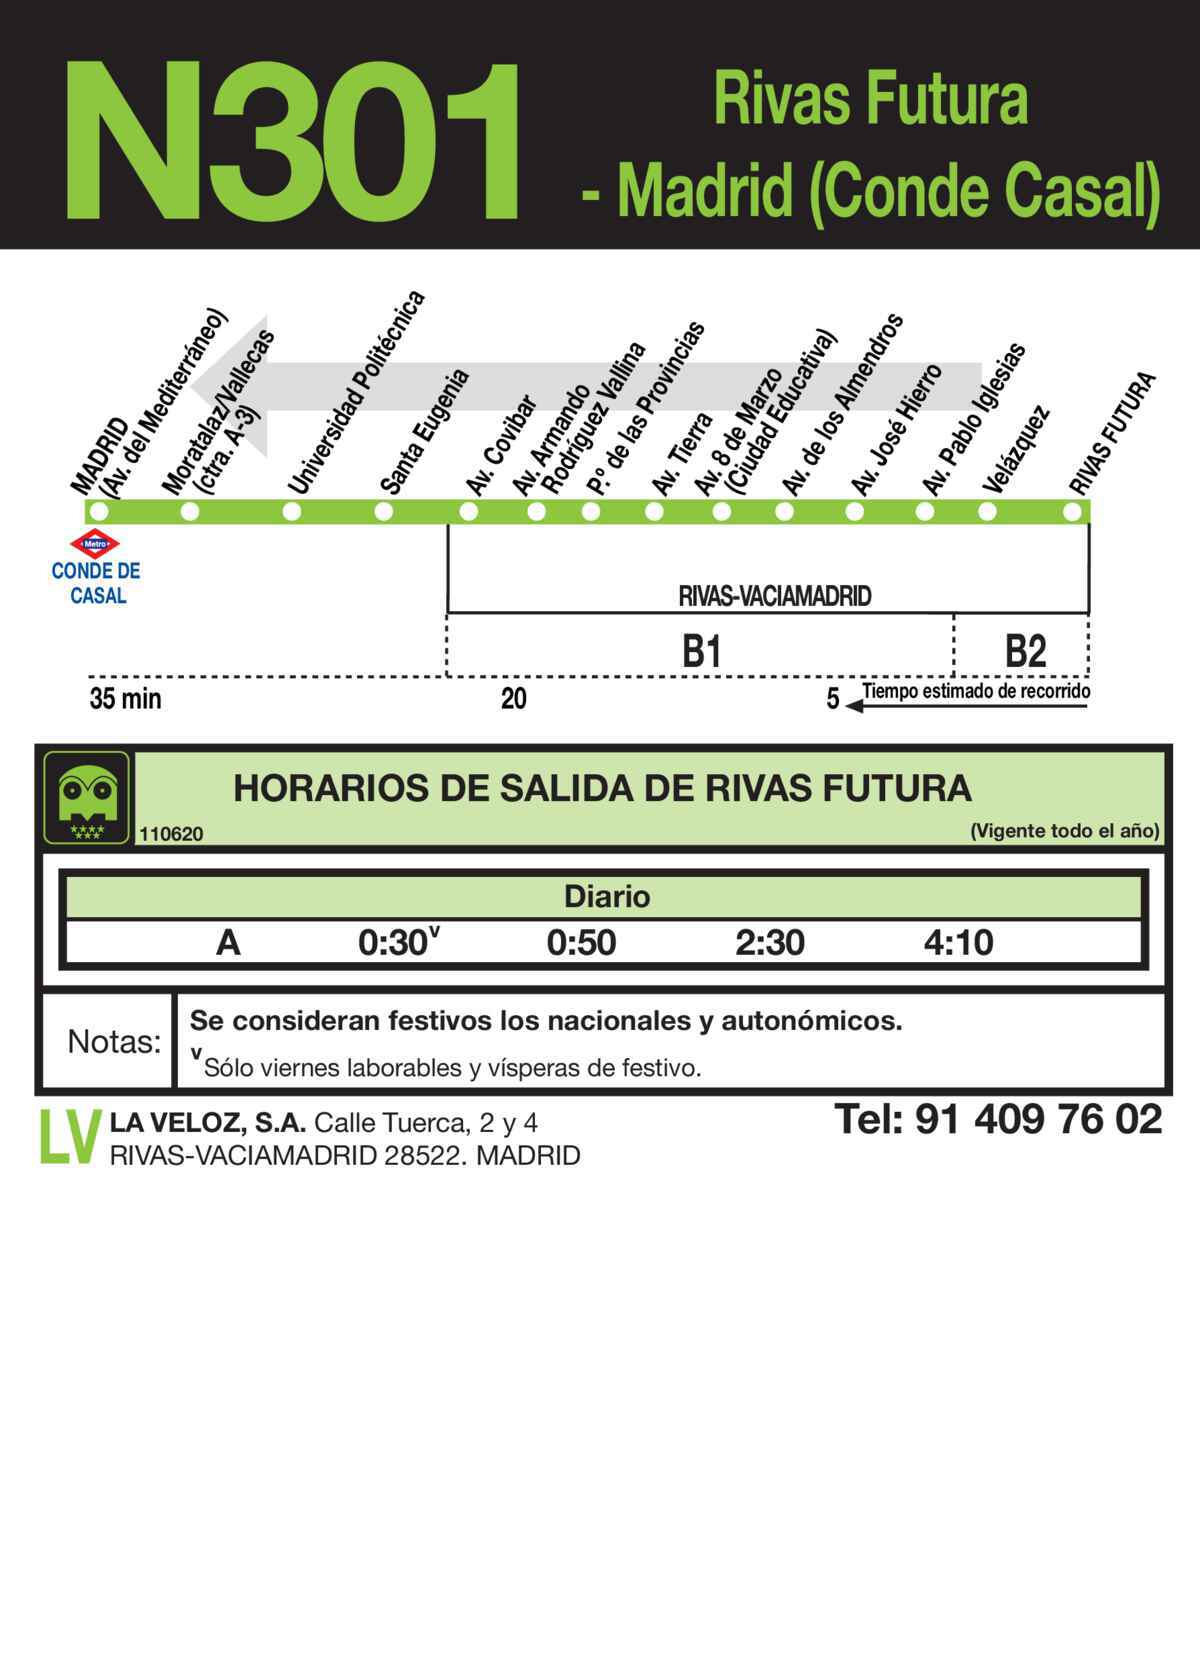 N301
Rivas Futura
- Madrid (Conde Casal)
MADRID
(Av. del Mediterráneo)
Moratalaz/Vallecas
(ctra. A-3)
Universidad Politécnica
Santa Eugenia
Av. Covibar
Av. Armando
Rodríguez Vallina
P.º de las Provincias
Av. Tierra
Av. 8 de Marzo
(Ciudad Educativa)
Av. de los Almendros
Av. José Hierro
Av. Pablo Iglesias
Velázquez
RIVAS FUTURA
Metro
CONDE DE
CASAL
RIVAS-VACIAMADRID
B1 B2
35 min 20 5 Tiempo estimado de recorrido
HORARIOS DE SALIDA DE RIVAS FUTURA
110620 (Vigente todo el año)
Diario
A 0:30v 0:50 2:30 4:10
Notas:
Se consideran festivos los nacionales y autonómicos.
v Sólo viernes laborables y vísperas de festivo.
LV
LA VELOZ, S.A. Calle Tuerca, 2 y 4
RIVAS-VACIAMADRID 28522. MADRID
Tel: 91 409 76 02